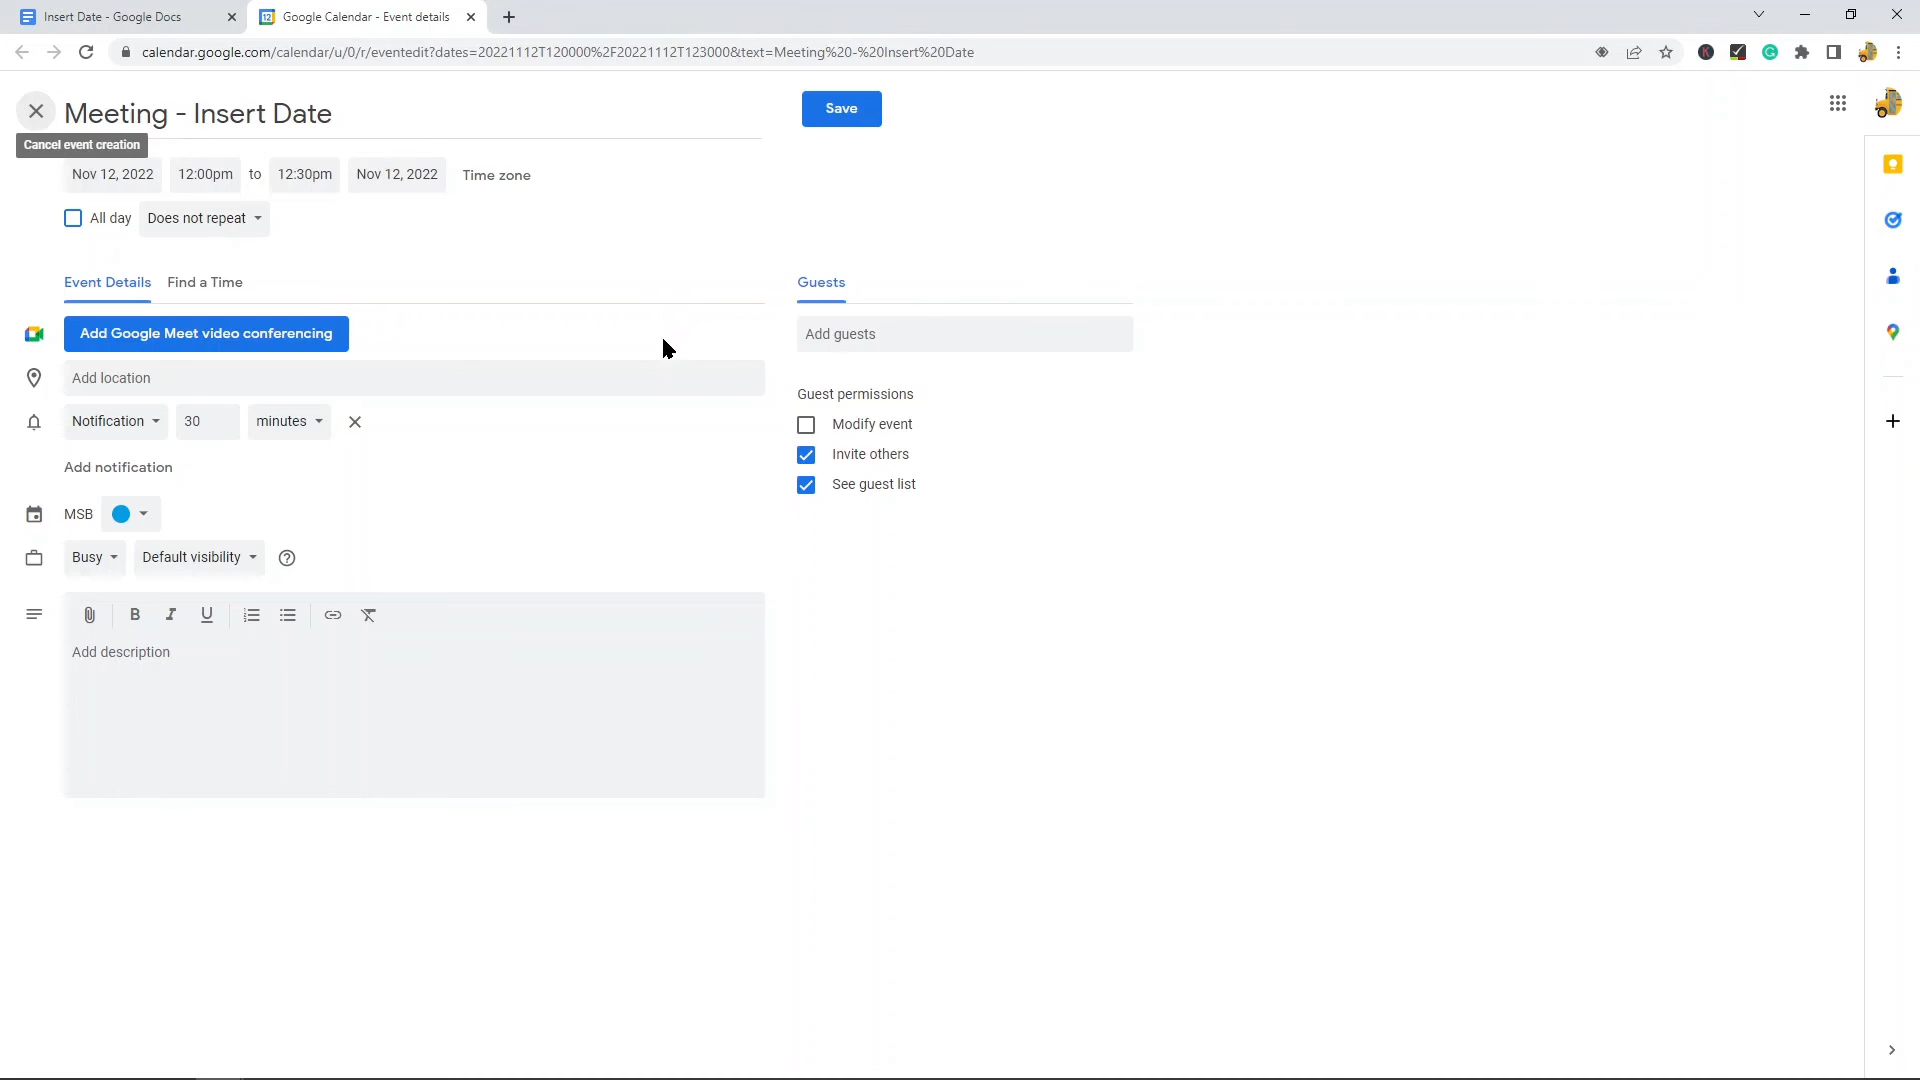 Insert Date - Google Docs
Google Calendar - Event details
calendar.google.com/calendar/u/0/r/eventedit?dates=20221112T120000%2F20221112T123000&text=Meeting%20-%20Insert%20Date
Meeting - Insert Date
Save
Cancel event creation
Nov 12, 2022 12:00pm to 12:30pm Nov 12, 2022 Time zone
All day Does not repeat
Event Details Find a Time
Guests
Add Google Meet video conferencing
Add guests
Add location
Guest permissions
Notification 30 minutes
Modify event
Invite others
Add notification
See guest list
MSB
Busy Default visibility
B I U
Add description